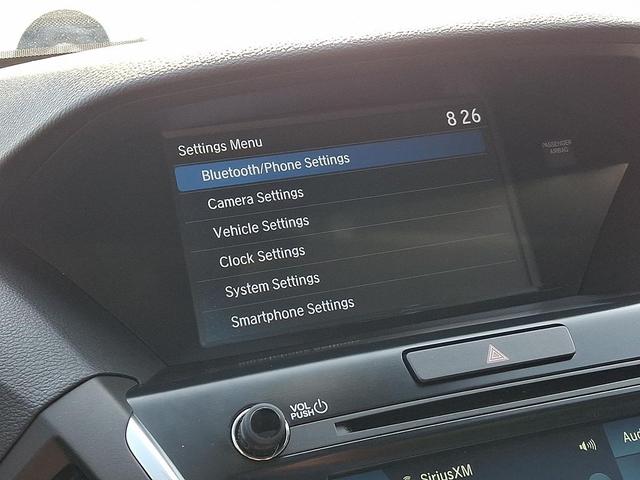 8 26
Settings Menu
Bluetooth/Phone Settings
Camera Settings
Vehicle Settings
Clock Settings
System Settings
Smartphone Settings
PASSENGER
AIRBAG
VOL
PUSH
SiriusXM
Aud